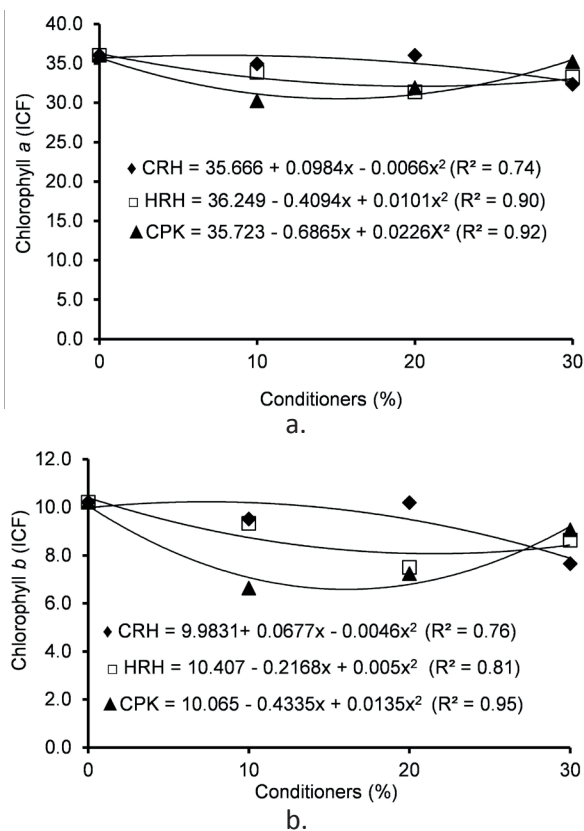 40.0
35.0
30.0
25.0
20.0
15.0
10.0
5.0
0.0
Chlorophyll a (ICF)
◆ CRH = 35.666 + 0.0984x - 0.0066x² (R² = 0.74)
□ HRH = 36.249 - 0.4094x + 0.0101x² (R² = 0.90)
▲ CPK = 35.723 - 0.6865x + 0.0226X² (R² = 0.92)
0 10 20 30
Conditioners (%)
a.
12.0
10.0
8.0
6.0
4.0
2.0
0.0
Chlorophyll b (ICF)
◆ CRH = 9.9831+ 0.0677x - 0.0046x² (R² = 0.76)
□ HRH = 10.407 - 0.2168x + 0.005x² (R² = 0.81)
▲ CPK = 10.065 - 0.4335x + 0.0135x² (R² = 0.95)
0 10 20 30
Conditioners (%)
b.